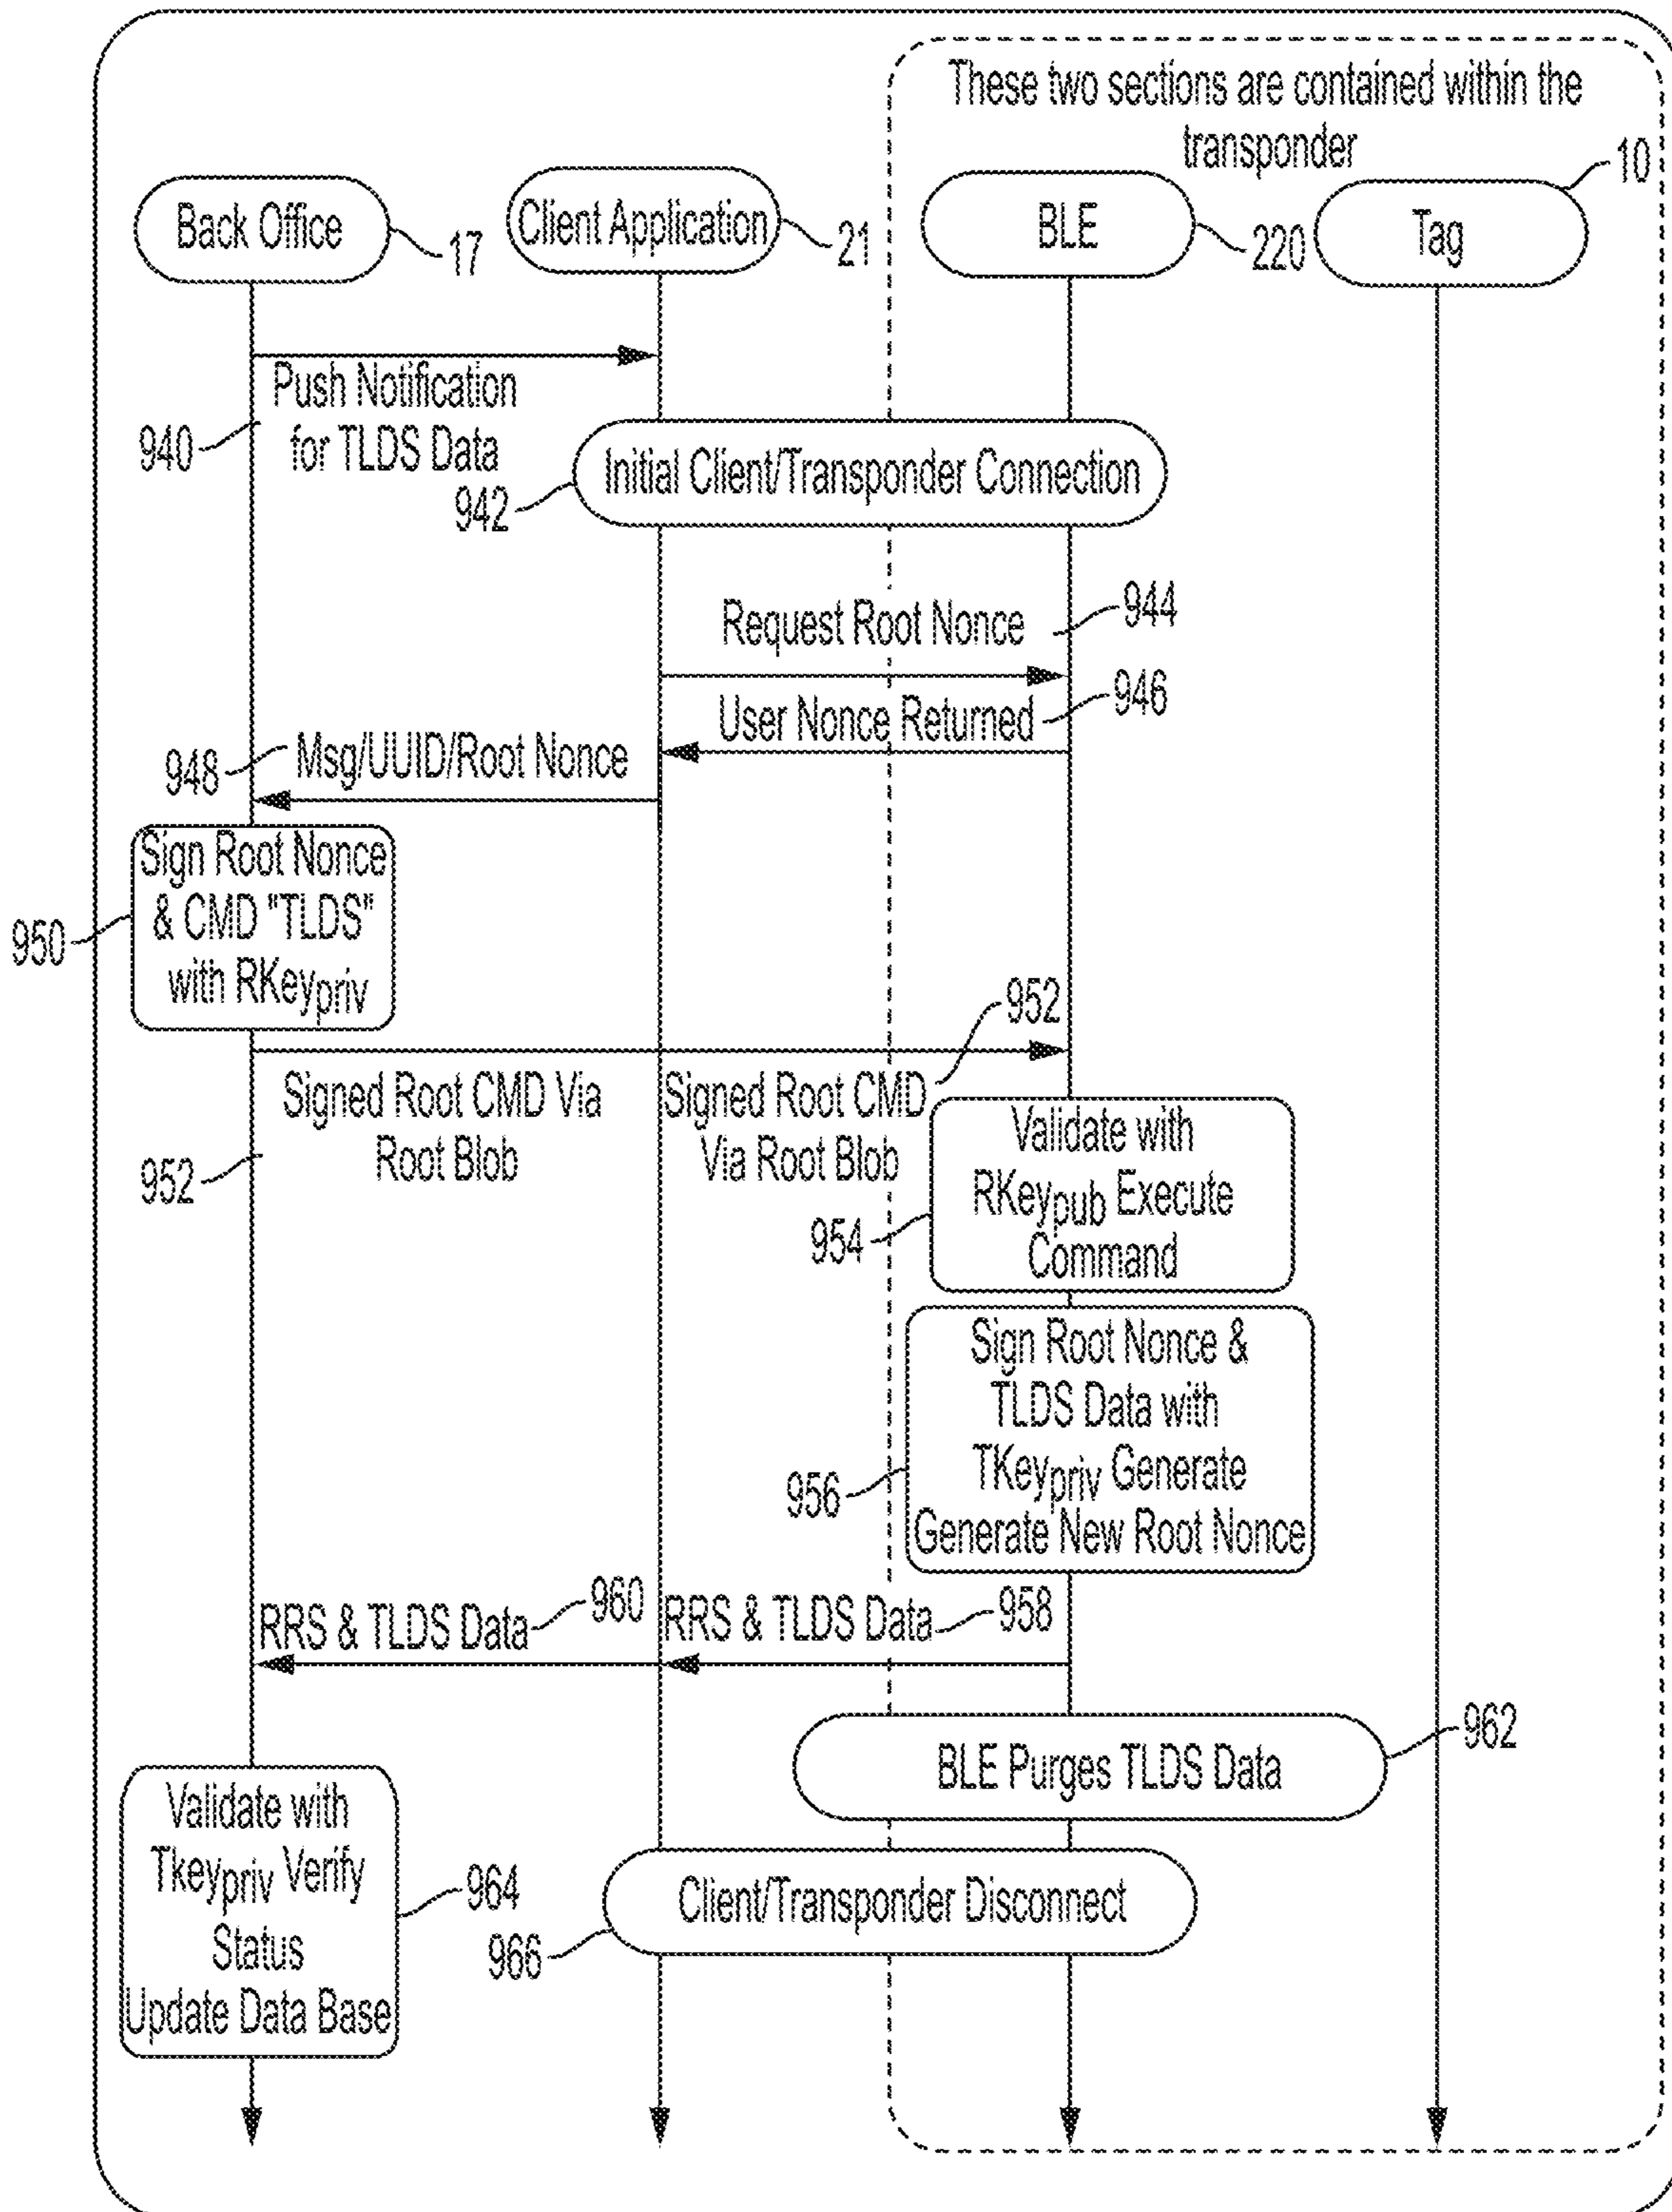 These two sections are contained within the
transponder
10
Back Office
17
Client Application
21
BLE
220
Tag
Push Notification
for TLDS Data
940
Initial Client/Transponder Connection
942
Request Root Nonce
944
User Nonce Returned
946
Msg/UUID/Root Nonce
948
Sign Root Nonce
& CMD "TLDS"
with RKeypriv
950
952
Signed Root CMD Via
Root Blob
952
Signed Root CMD
Via Root Blob
Validate with
RKeypub Execute
Command
954
Sign Root Nonce &
TLDS Data with
TKeypriv Generate
Generate New Root Nonce
956
RRS & TLDS Data
960
RRS & TLDS Data
958
BLE Purges TLDS Data
962
Validate with
Tkeypriv Verify
Status
Update Data Base
964
Client/Transponder Disconnect
966